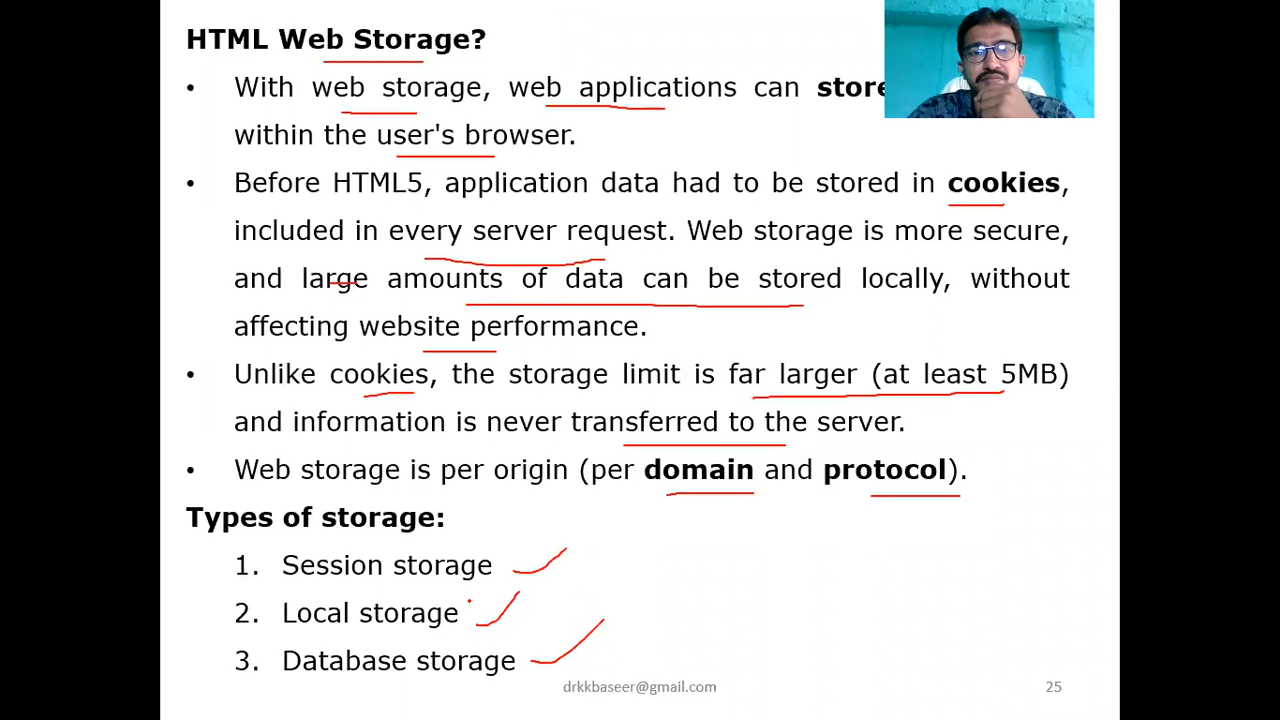 HTML Web Storage?
• With web storage, web applications can store
within the user's browser.
• Before HTML5, application data had to be stored in cookies,
included in every server request. Web storage is more secure,
and large amounts of data can be stored locally, without
affecting website performance.
• Unlike cookies, the storage limit is far larger (at least 5MB)
and information is never transferred to the server.
• Web storage is per origin (per domain and protocol).
Types of storage:
1. Session storage
2. Local storage
3. Database storage
drkkbaseer@gmail.com 25